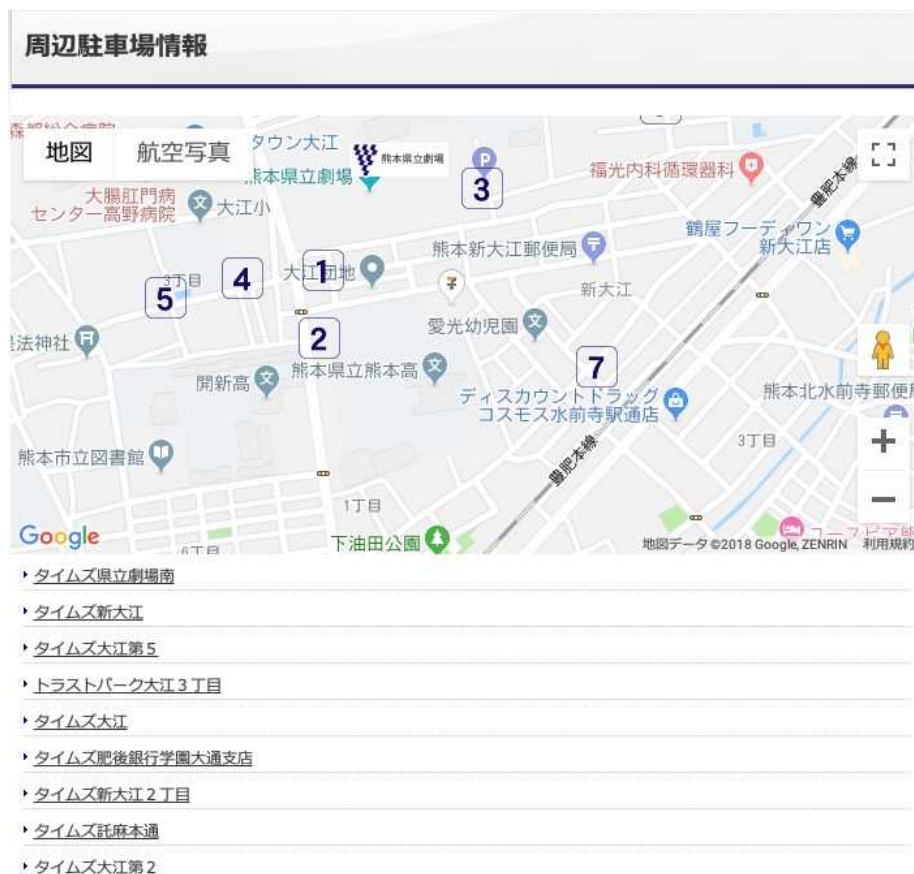 周辺駐車場情報
地図
航空写真
タウン大江
熊本県立劇場
熊本県立劇場
P
3
福光内科循環器科
豊肥本線
大腸肛門病
センター高野病院
大江小
熊本新大江郵便局
鶴屋フーディワン
新大江店
3丁目
5
4
1
大江団地
新大江
2
愛光幼児園
7
開新高
熊本県立熊本高
ディスカウントドラッグ
コスモス水前寺駅通店
熊本北水前寺郵便局
熊本市立図書館
豊肥本線
3丁目
1丁目
6丁目
Google
下油田公園
地図データ ©2018 Google, ZENRIN
利用規約
タイムズ県立劇場南
タイムズ新大江
タイムズ大江第5
トラストパーク大江3丁目
タイムズ大江
タイムズ肥後銀行学園大通支店
タイムズ新大江2丁目
タイムズ託麻本通
タイムズ大江第2